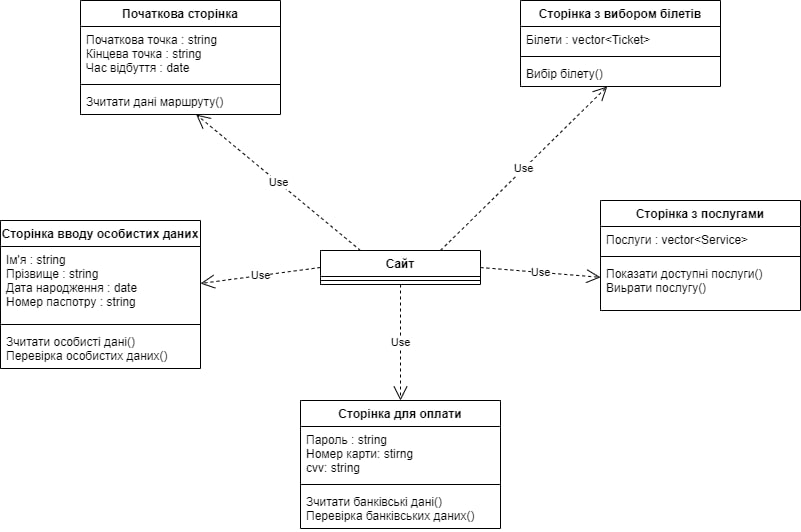 Початкова сторінка
Початкова точка : string
Кінцева точка : string
Час відбуття : date
Зчитати дані маршруту()
Сторінка з вибором білетів
Білети : vector<Ticket>
Вибір білету()
Use
Use
Сторінка вводу особистих даних
Ім'я : string
Прізвище : string
Дата народження : date
Номер паспотру : string
Зчитати особисті дані()
Перевірка особистих даних()
Use
Сайт
Use
Сторінка з послугами
Послуги : vector<Service>
Показати доступні послуги()
Виьрати послугу()
Use
Сторінка для оплати
Пароль : string
Номер карти: stirng
cvv: string
Зчитати банківські дані()
Перевірка банківських даних()